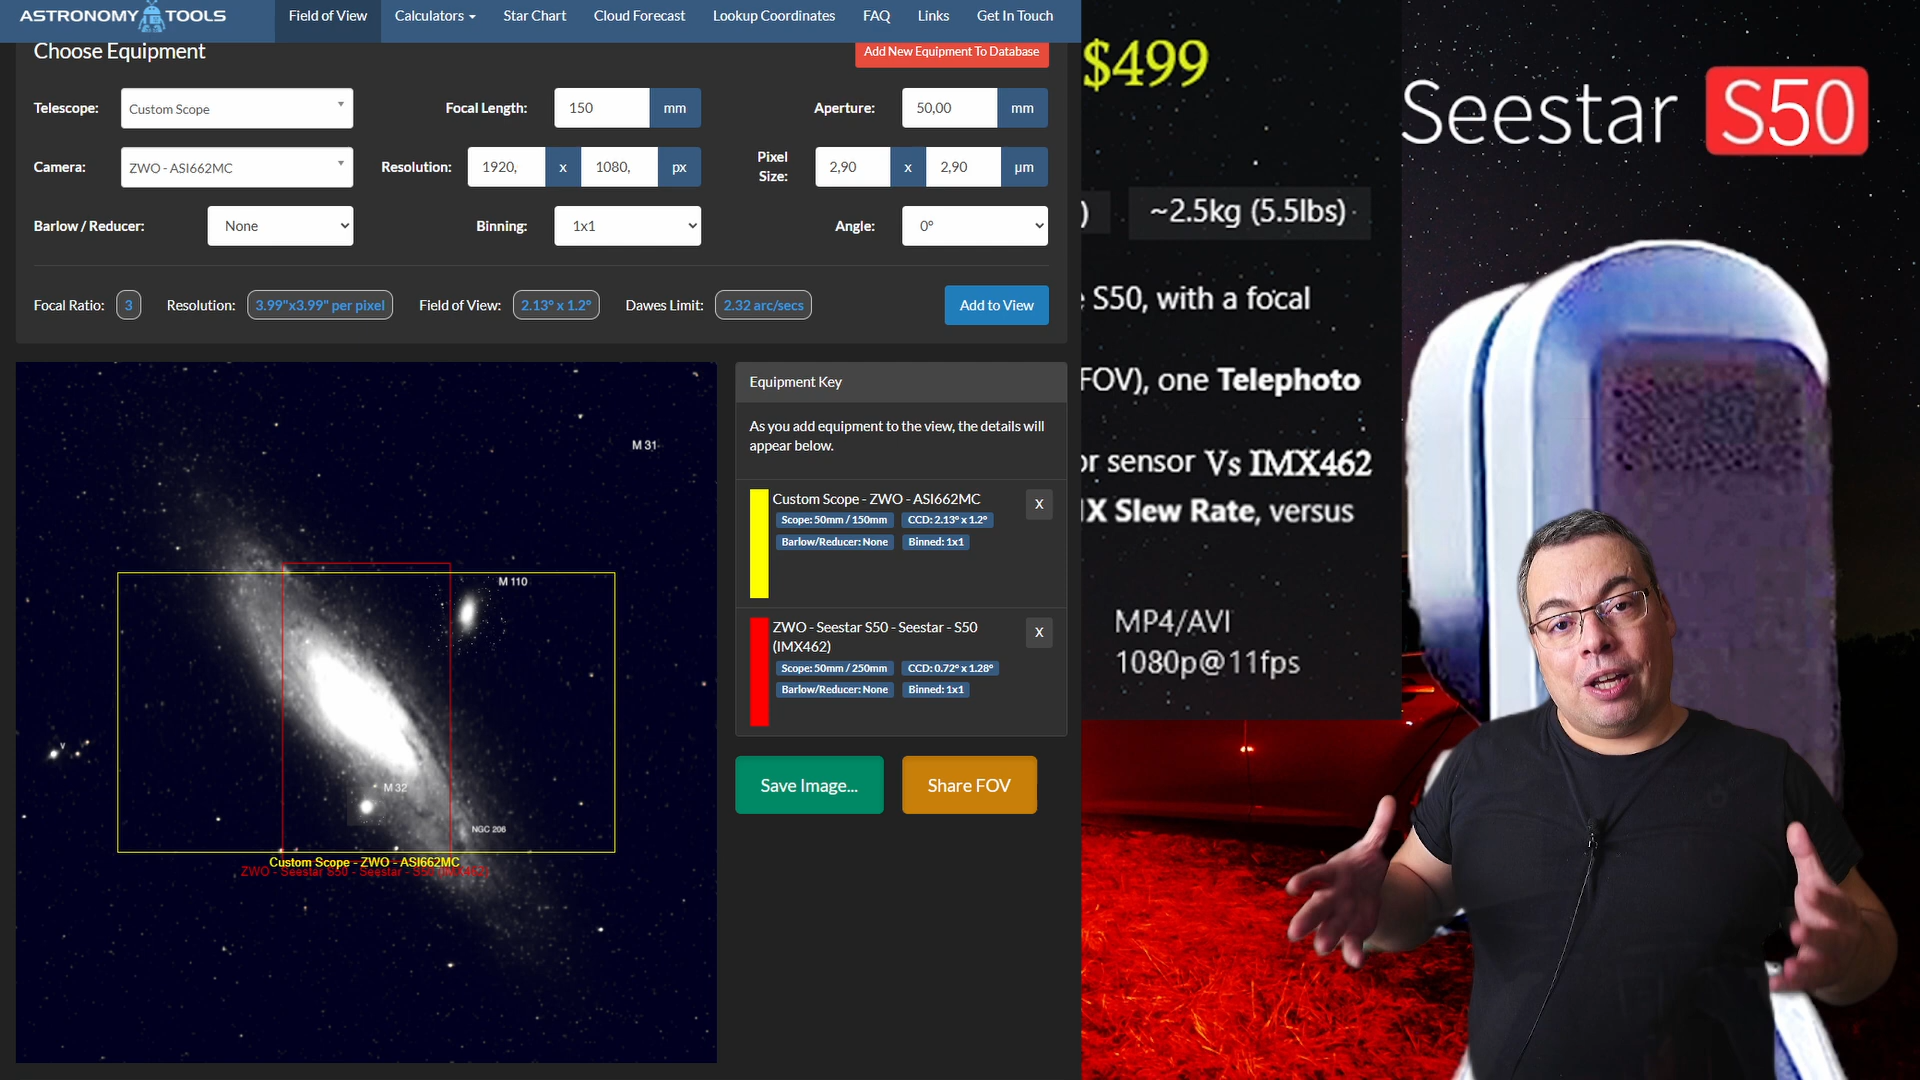 ASTRONOMY TOOLS
Field of View
Calculators
Star Chart
Cloud Forecast
Lookup Coordinates
FAQ
Links
Get In Touch
Choose Equipment
Add New Equipment To Database
Telescope:
Custom Scope
Focal Length:
150
mm
Aperture:
50,00
mm
Camera:
ZWO - ASI662MC
Resolution:
1920,
x
1080,
px
Pixel
Size:
2,90
x
2,90
µm
Barlow / Reducer:
None
Binning:
1x1
Angle:
0°
Focal Ratio:
3
Resolution:
3.99"x3.99" per pixel
Field of View:
2.13° x 1.2°
Dawes Limit:
2.32 arc/secs
Add to View
M 31
M 110
M 32
NGC 206
V
Custom Scope - ZWO - ASI662MC
ZWO - Seestar S50 - Seestar - S50 (IMX462)
Equipment Key
As you add equipment to the view, the details will
appear below.
Custom Scope - ZWO - ASI662MC
X
Scope: 50mm / 150mm
CCD: 2.13° x 1.2°
Barlow/Reducer: None
Binned: 1x1
ZWO - Seestar S50 - Seestar - S50
(IMX462)
X
Scope: 50mm / 250mm
CCD: 0.72° x 1.28°
Barlow/Reducer: None
Binned: 1x1
Save Image...
Share FOV
$499
)
~2.5kg (5.5lbs)
S50, with a focal
FOV), one Telephoto
or sensor Vs IMX462
X Slew Rate, versus
MP4/AVI
1080p@11fps
Seestar S50